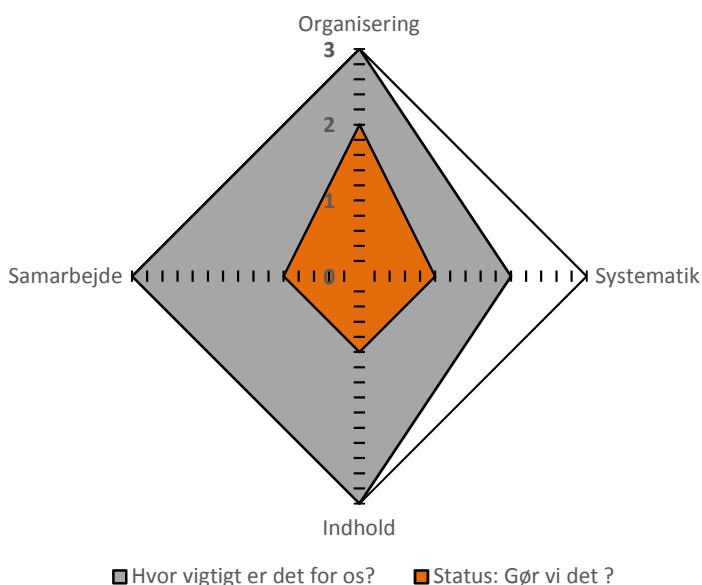 Organisering
3
2
1
Samarbejde
0
Systematik
Indhold
Hvor vigtigt er det for os?
Status: Gør vi det ?